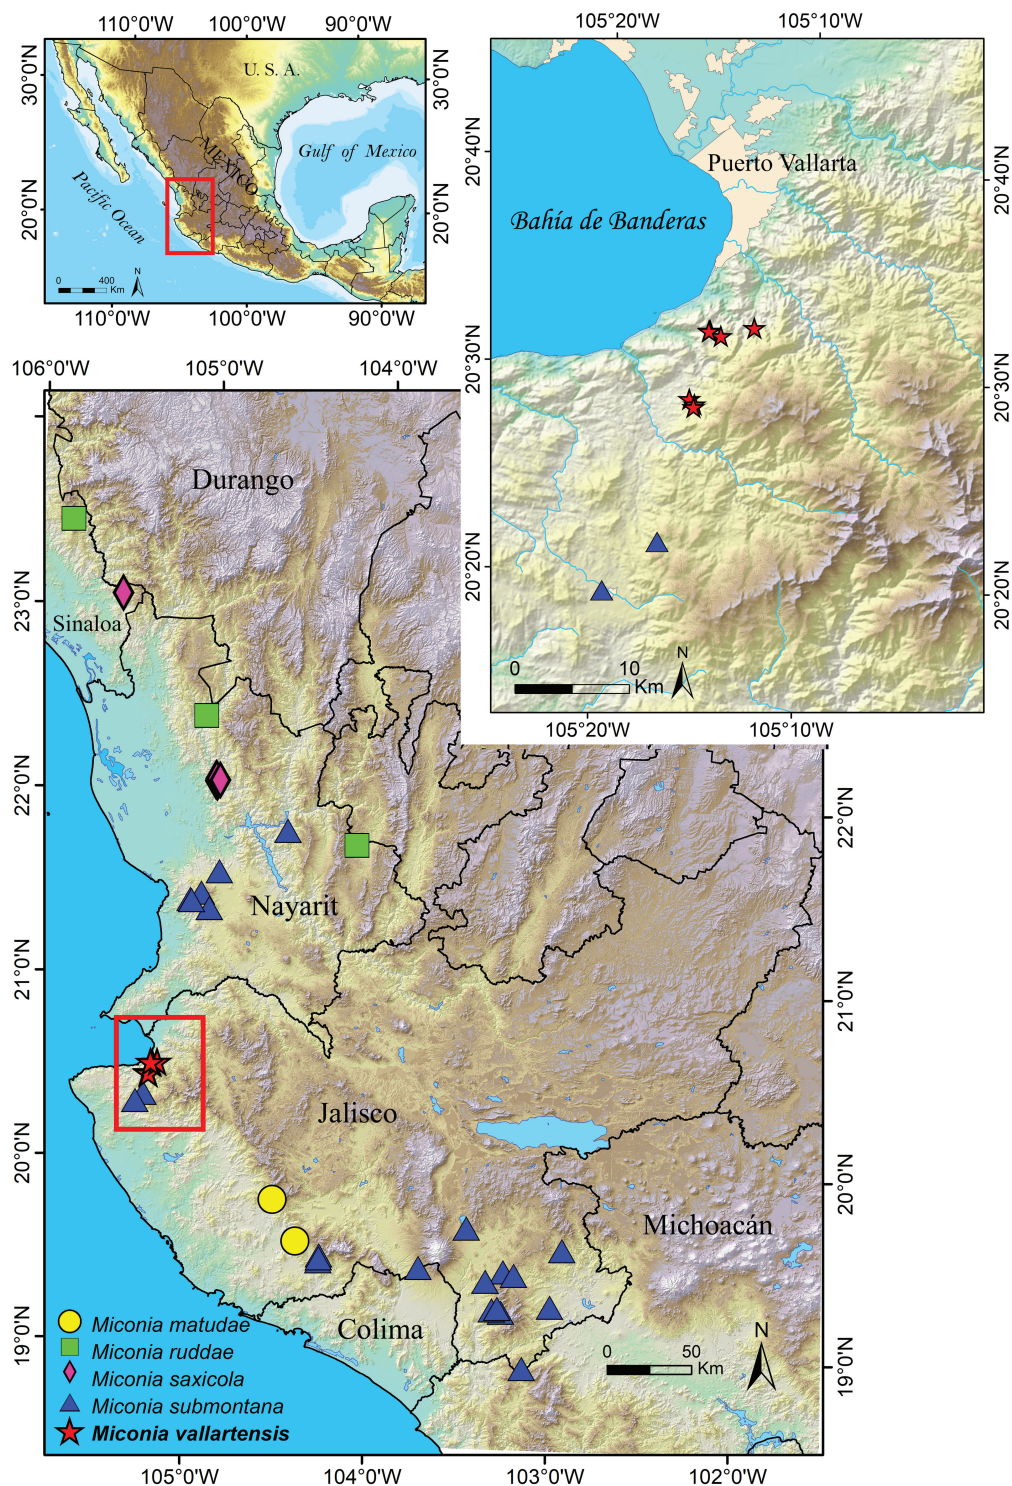 110°0'W 100°0'W 90°0'W
30°0'N
20°0'N
30°0'N
20°0'N
U. S. A.
MÉXICO
Gulf of Mexico
Pacific Ocean
0 400 Km
N
110°0'W 100°0'W 90°0'W
105°20'W 105°10'W
20°40'N
20°30'N
20°20'N
20°40'N
20°30'N
20°20'N
Puerto Vallarta
Bahía de Banderas
0 10 Km
N
105°20'W 105°10'W
106°0'W 105°0'W 104°0'W
23°0'N
22°0'N
21°0'N
20°0'N
19°0'N
22°0'N
21°0'N
20°0'N
19°0'N
Durango
Sinaloa
Nayarit
Jalisco
Michoacán
Colima
Miconia matudae
Miconia ruddae
Miconia saxicola
Miconia submontana
Miconia vallartensis
0 50 Km
N
105°0'W 104°0'W 103°0'W 102°0'W